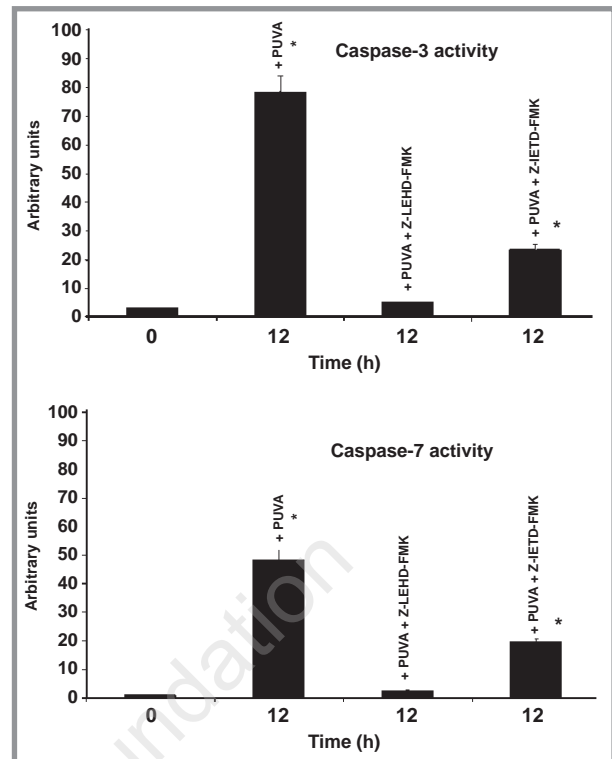 Caspase-3 activity
Arbitrary units
100
90
80
70
60
50
40
30
20
10
0
+ PUVA
*
+ PUVA + Z-LEHD-FMK
+ PUVA + Z-IETD-FMK
*
0 12 12 12
Time (h)
Caspase-7 activity
Arbitrary units
100
90
80
70
60
50
40
30
20
10
0
+ PUVA
*
+ PUVA + Z-LEHD-FMK
+ PUVA + Z-IETD-FMK
*
0 12 12 12
Time (h)
undation